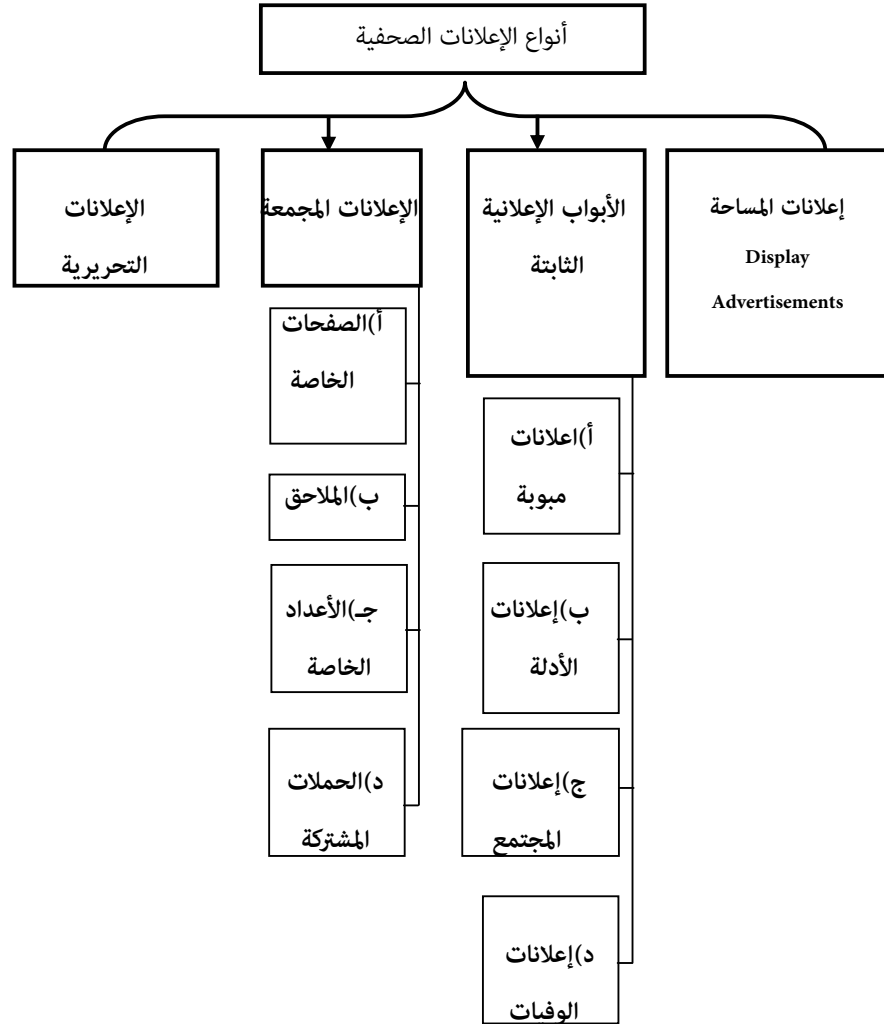 أنواع الإعلانات الصحفية
إعلانات المساحة
Display
Advertisements
الأبواب الإعلانية
الثابتة
أ)اعلانات
مبوبة
ب)إعلانات
الأدلة
ج)إعلانات
المجتمع
د)إعلانات
الوفيات
الإعلانات المجمعة
أ)الصفحات
الخاصة
ب)الملاحق
جـ)الأعداد
الخاصة
د)الحملات
المشتركة
الإعلانات
التحريرية